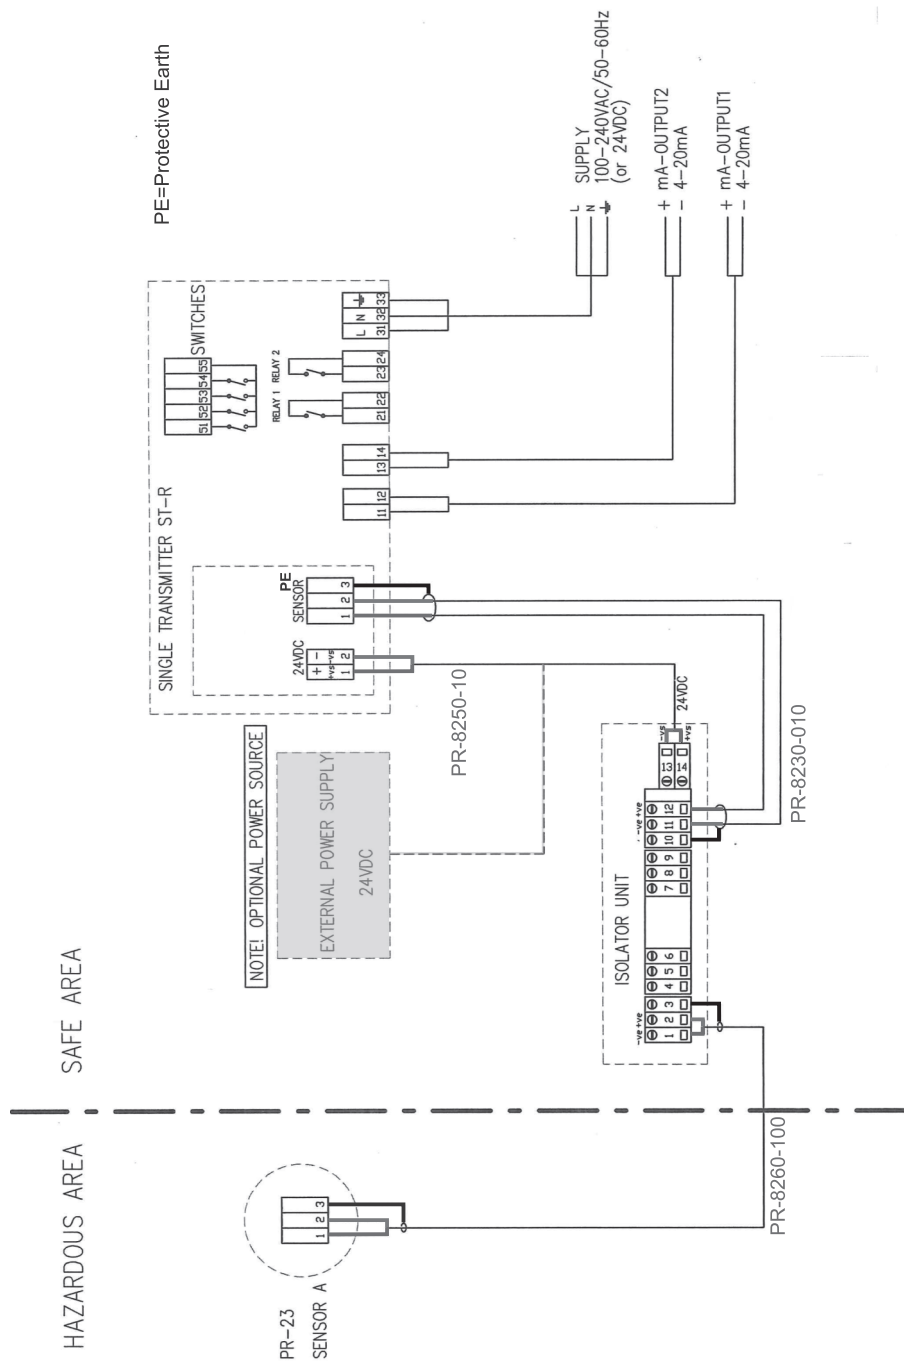 HAZARDOUS AREA
SAFE AREA
PE=Protective Earth
PR-23
SENSOR A
1 2 3
PR-8260-100
NOTE! OPTIONAL POWER SOURCE
EXTERNAL POWER SUPPLY
24VDC
SINGLE TRANSMITTER ST-R
24VDC
+ -
+vs -vs
1 2
PE
SENSOR
1 2 3
PR-8250-10
SWITCHES
51 52 53 54 55
RELAY 1
RELAY 2
11 12
13 14
21 22
23 24
L N
31 32 33
ISOLATOR UNIT
-ve +ve
1 2 3
4 5 6
7 8 9
-ve +ve
10 11 12
13 14
-vs
+vs
24VDC
PR-8230-010
L
N
SUPPLY
100-240VAC/50-60Hz
(or 24VDC)
+ mA-OUTPUT2
- 4-20mA
+ mA-OUTPUT1
- 4-20mA